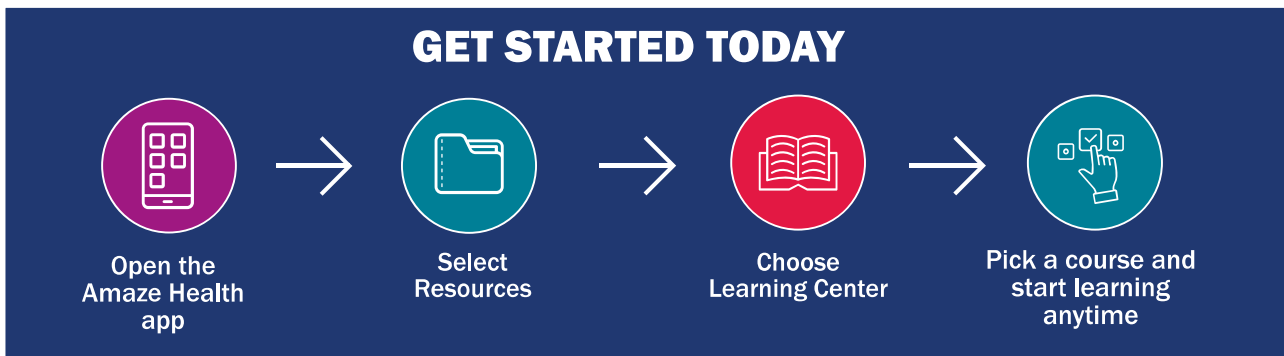 GET STARTED TODAY
Open the
Amaze Health
app
Select
Resources
Choose
Learning Center
Pick a course and
start learning
anytime